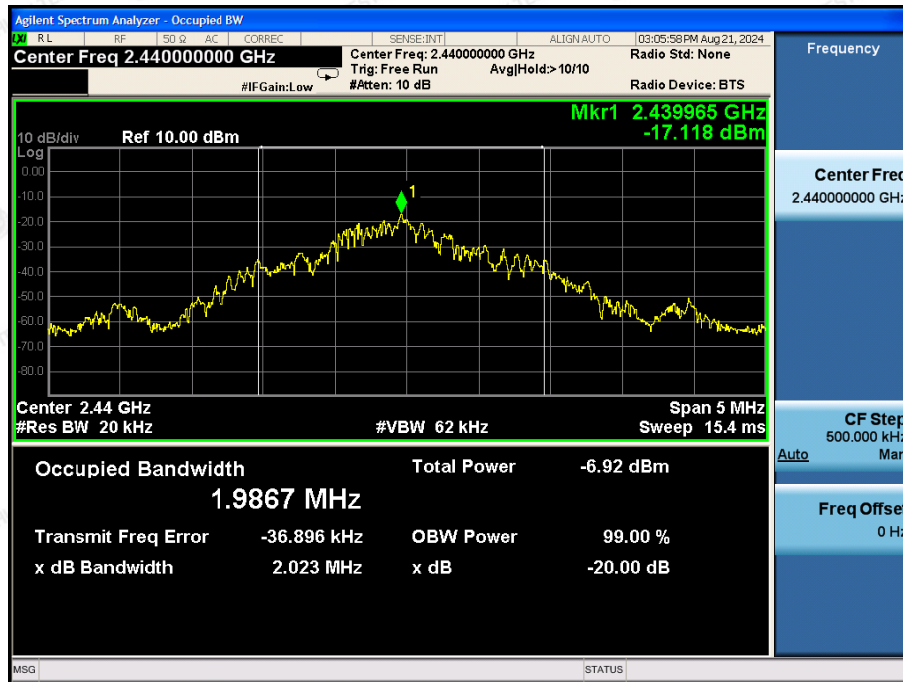 Agilent Spectrum Analyzer - Occupied BW
LXI RL RF 50 Ω AC CORREC SENSE:INT ALIGN AUTO 03:05:58 PM Aug 21, 2024
Center Freq 2.440000000 GHz
Center Freq: 2.440000000 GHz
Radio Std: None
Trig: Free Run Avg|Hold:>10/10
#IFGain:Low
#Atten: 10 dB
Radio Device: BTS
Frequency
Mkr1 2.439965 GHz
-17.118 dBm
10 dB/div Ref 10.00 dBm
Log
0.00
-10.0
-20.0
-30.0
-40.0
-50.0
-60.0
-70.0
-80.0
1
Center 2.44 GHz Span 5 MHz
#Res BW 20 kHz #VBW 62 kHz Sweep 15.4 ms
Occupied Bandwidth Total Power -6.92 dBm
1.9867 MHz
Transmit Freq Error -36.896 kHz OBW Power 99.00 %
x dB Bandwidth 2.023 MHz x dB -20.00 dB
Center Freq
2.440000000 GHz
CF Step
500.000 kHz
Auto Man
Freq Offset
0 Hz
MSG STATUS